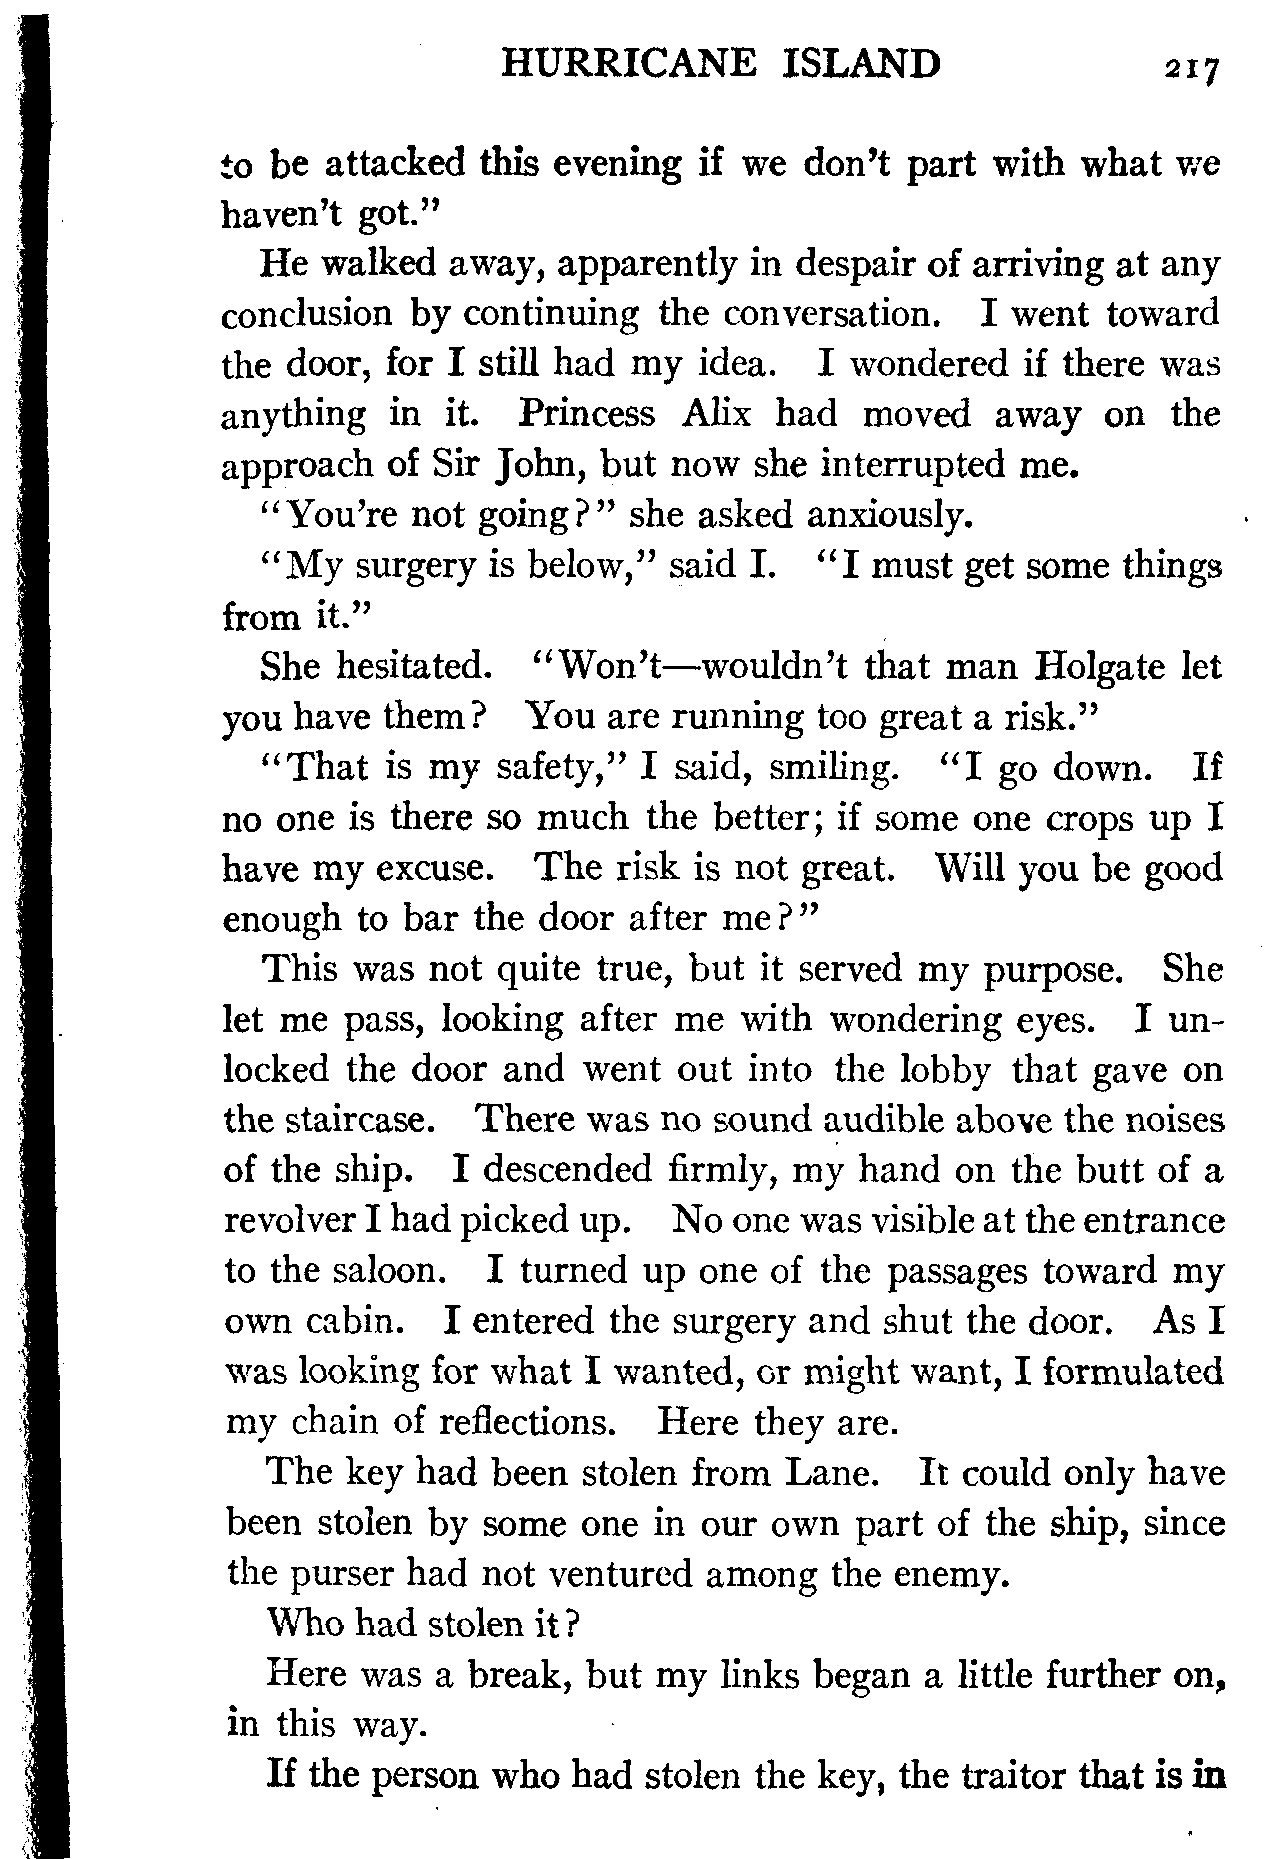 HURRICANE ISLAND 217
to be attacked this evening if we don't part with what we
haven't got."
He walked away, apparently in despair of arriving at any
conclusion by continuing the conversation. I went toward
the door, for I still had my idea. I wondered if there was
anything in it. Princess Alix had moved away on the
approach of Sir John, but now she interrupted me.
"You're not going?" she asked anxiously.
"My surgery is below," said I. "I must get some things
from it."
She hesitated. "Won't—wouldn't that man Holgate let
you have them? You are running too great a risk."
"That is my safety," I said, smiling. "I go down. If
no one is there so much the better; if some one crops up I
have my excuse. The risk is not great. Will you be good
enough to bar the door after me?"
This was not quite true, but it served my purpose. She
let me pass, looking after me with wondering eyes. I un-
locked the door and went out into the lobby that gave on
the staircase. There was no sound audible above the noises
of the ship. I descended firmly, my hand on the butt of a
revolver I had picked up. No one was visible at the entrance
to the saloon. I turned up one of the passages toward my
own cabin. I entered the surgery and shut the door. As I
was looking for what I wanted, or might want, I formulated
my chain of reflections. Here they are.
The key had been stolen from Lane. It could only have
been stolen by some one in our own part of the ship, since
the purser had not ventured among the enemy.
Who had stolen it?
Here was a break, but my links began a little further on,
in this way.
If the person who had stolen the key, the traitor that is in